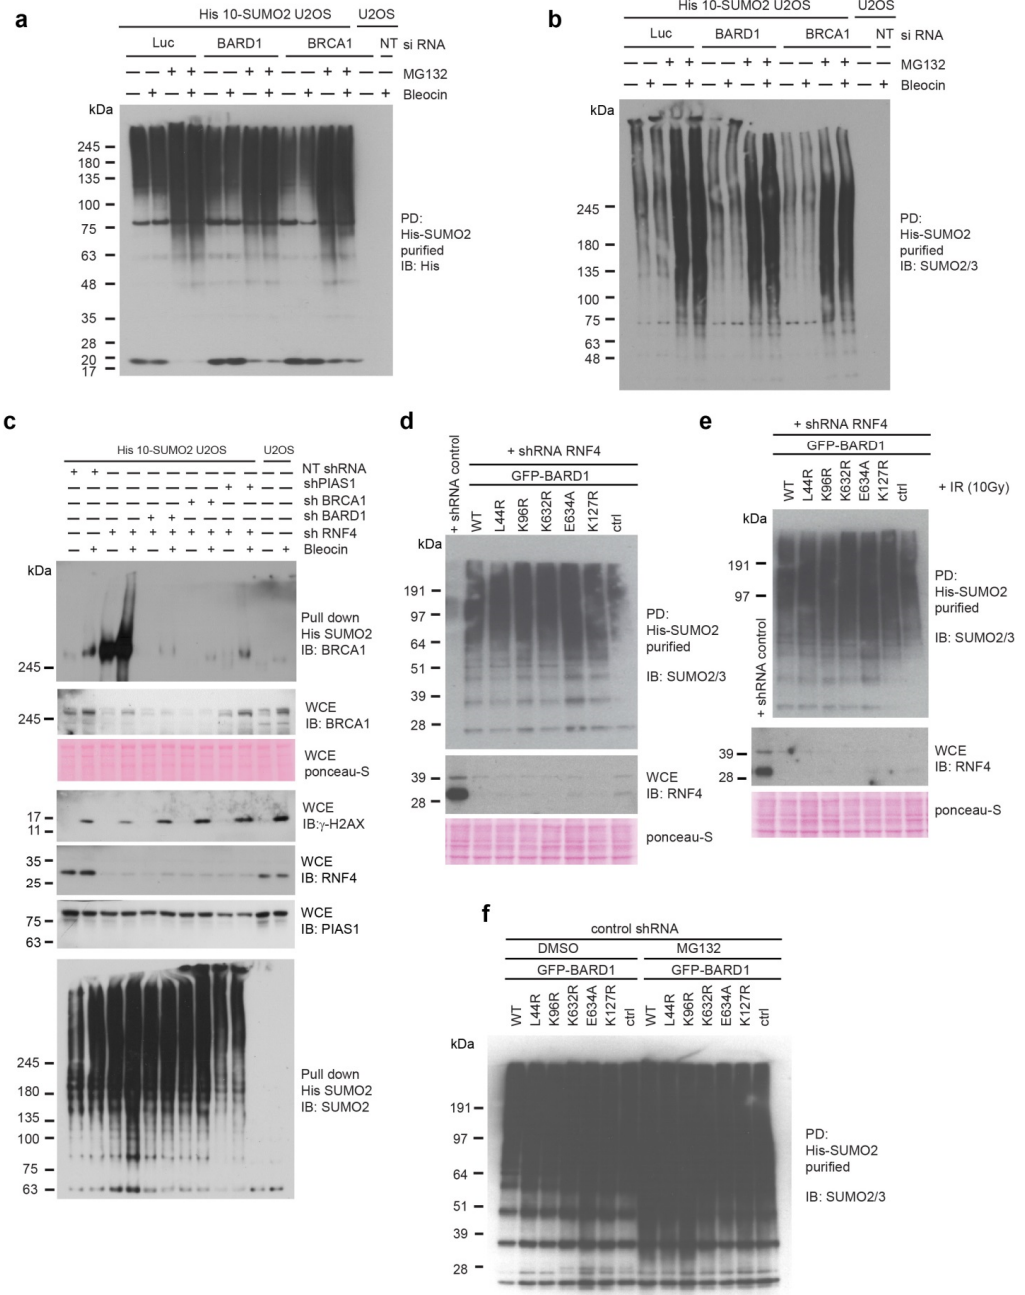 a
His 10-SUMO2 U2OS U2OS
Luc BARD1 BRCA1 NT si RNA
— — + + — — + + — — + + — — MG132
— + — + — + — + — + — + — + Bleocin
kDa
245
180
135
100
75
63
48
35
28
20
17
PD:
His-SUMO2
purified
IB: His
b
His 10-SUMO2 U2OS U2OS
Luc BARD1 BRCA1 NT si RNA
— — + + — — + + — — + + — MG132
— + — + — + — + — + — + + Bleocin
kDa
245
180
135
100
75
63
48
PD:
His-SUMO2
purified
IB: SUMO2/3
c
His 10-SUMO2 U2OS U2OS
+ + — — — — — — — — — — NT shRNA
— — — — — — — — + + — — shPIAS1
— — — — — — + + — — — — sh BRCA1
— — — — + + — — — — — — sh BARD1
— — + + + + + + + + — — sh RNF4
— + — + — + — + — + — + Bleocin
kDa
245
Pull down
His SUMO2
IB: BRCA1
245
WCE
IB: BRCA1
WCE
ponceau-S
17
11
WCE
IB:γ-H2AX
35
25
WCE
IB: RNF4
75
63
WCE
IB: PIAS1
245
180
135
100
75
63
Pull down
His SUMO2
IB: SUMO2
d
+ shRNA control
+ shRNA RNF4
GFP-BARD1
WT L44R K96R K632R E634A K127R ctrl
kDa
191
97
64
51
39
28
PD:
His-SUMO2
purified
IB: SUMO2/3
39
28
WCE
IB: RNF4
ponceau-S
e
+ shRNA RNF4
GFP-BARD1
WT L44R K96R K632R E634A K127R ctrl
+ IR (10Gy)
kDa
191
97
+ shRNA control
PD:
His-SUMO2
purified
IB: SUMO2/3
39
28
WCE
IB: RNF4
ponceau-S
f
control shRNA
DMSO MG132
GFP-BARD1 GFP-BARD1
WT L44R K96R K632R E634A K127R ctrl WT L44R K96R K632R E634A K127R ctrl
kDa
191
97
64
51
39
28
PD:
His-SUMO2
purified
IB: SUMO2/3